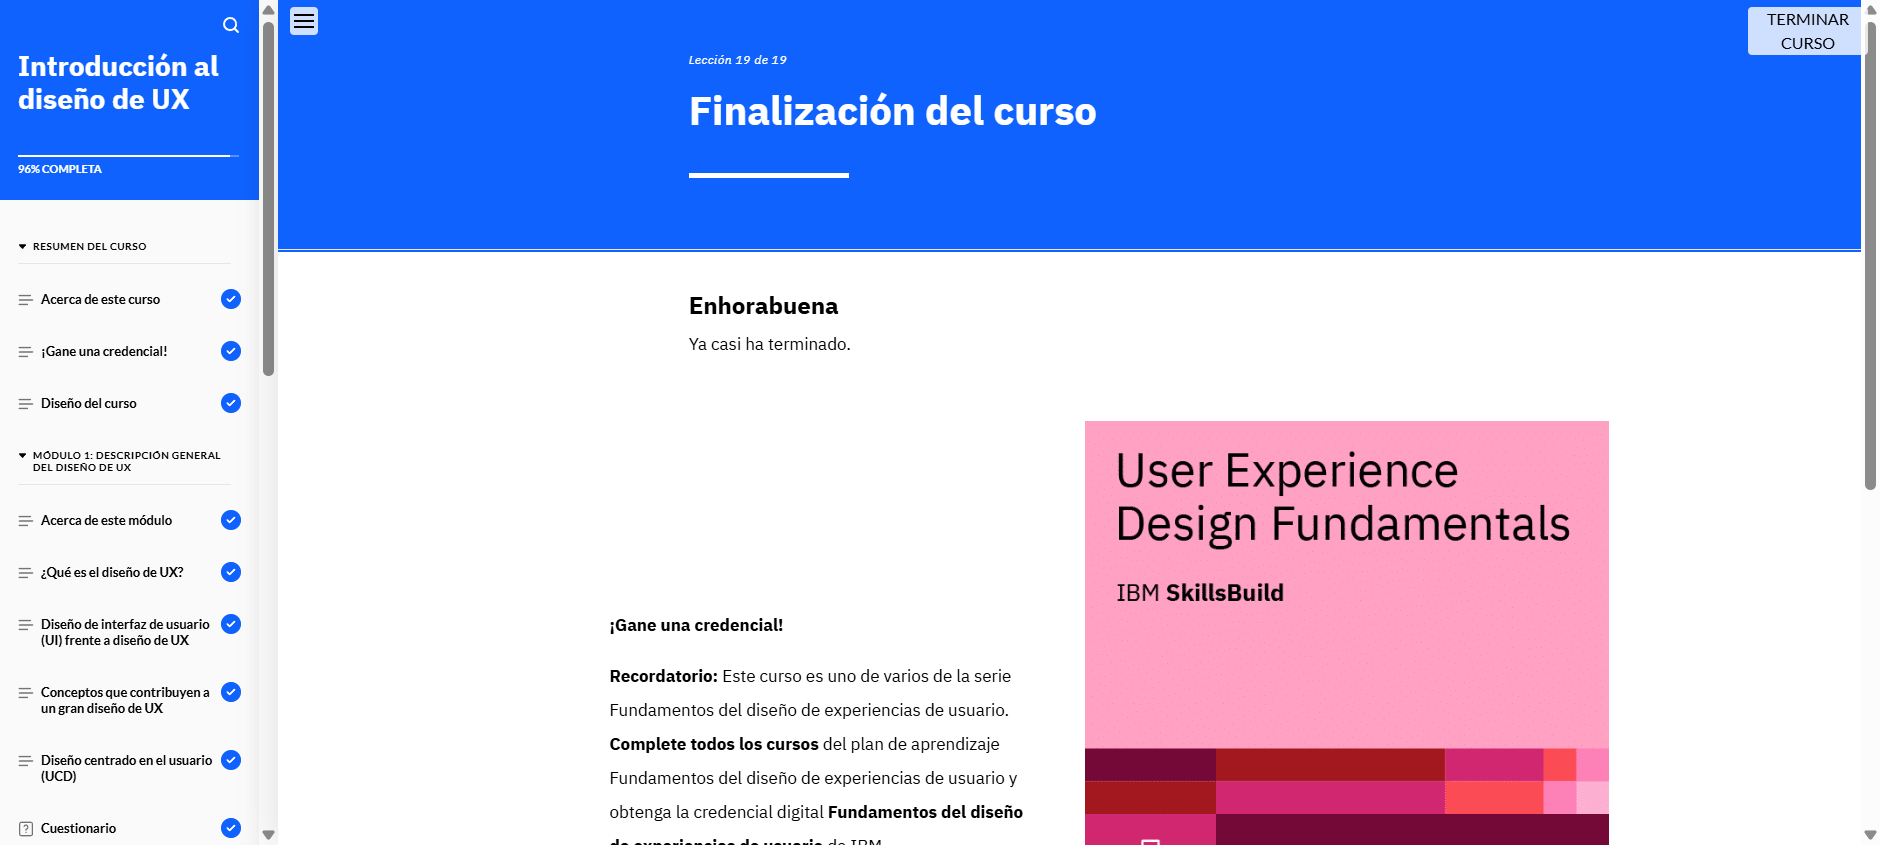 Introducción al
diseño de UX
96% COMPLETA
RESUMEN DEL CURSO
Acerca de este curso
¡Gane una credencial!
Diseño del curso
MÓDULO 1: DESCRIPCIÓN GENERAL
DEL DISEÑO DE UX
Acerca de este módulo
¿Qué es el diseño de UX?
Diseño de interfaz de usuario
(UI) frente a diseño de UX
Conceptos que contribuyen a
un gran diseño de UX
Diseño centrado en el usuario
(UCD)
Cuestionario
TERMINAR
CURSO
Lección 19 de 19
Finalización del curso
Enhorabuena
Ya casi ha terminado.
¡Gane una credencial!
Recordatorio: Este curso es uno de varios de la serie
Fundamentos del diseño de experiencias de usuario.
Complete todos los cursos del plan de aprendizaje
Fundamentos del diseño de experiencias de usuario y
obtenga la credencial digital Fundamentos del diseño
de experiencias de usuario de IBM.
User Experience
Design Fundamentals
IBM SkillsBuild